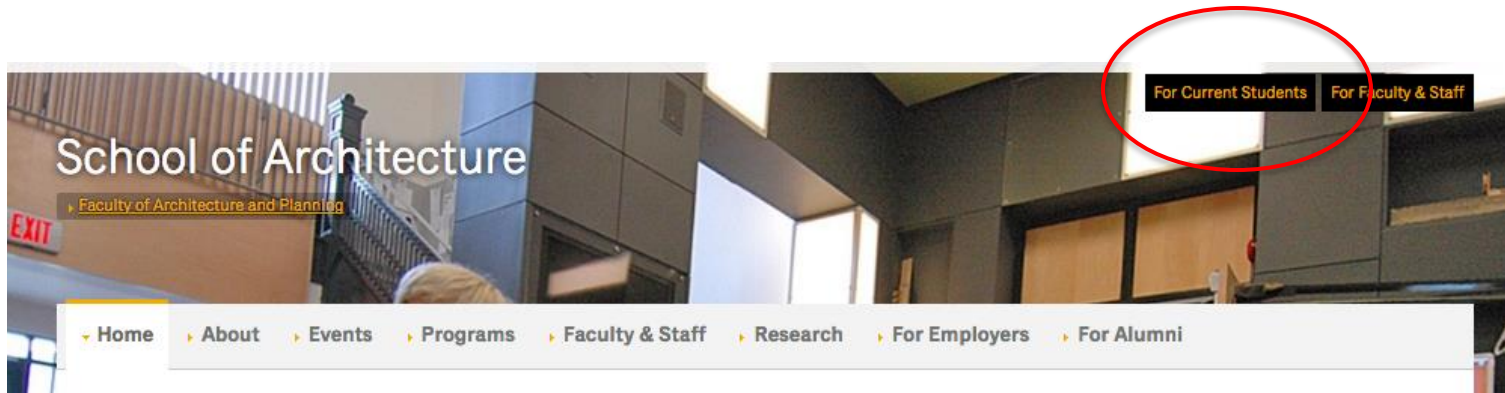 For Current Students For Faculty & Staff
School of Architecture
Faculty of Architecture and Planning
EXIT
Home About Events Programs Faculty & Staff Research For Employers For Alumni